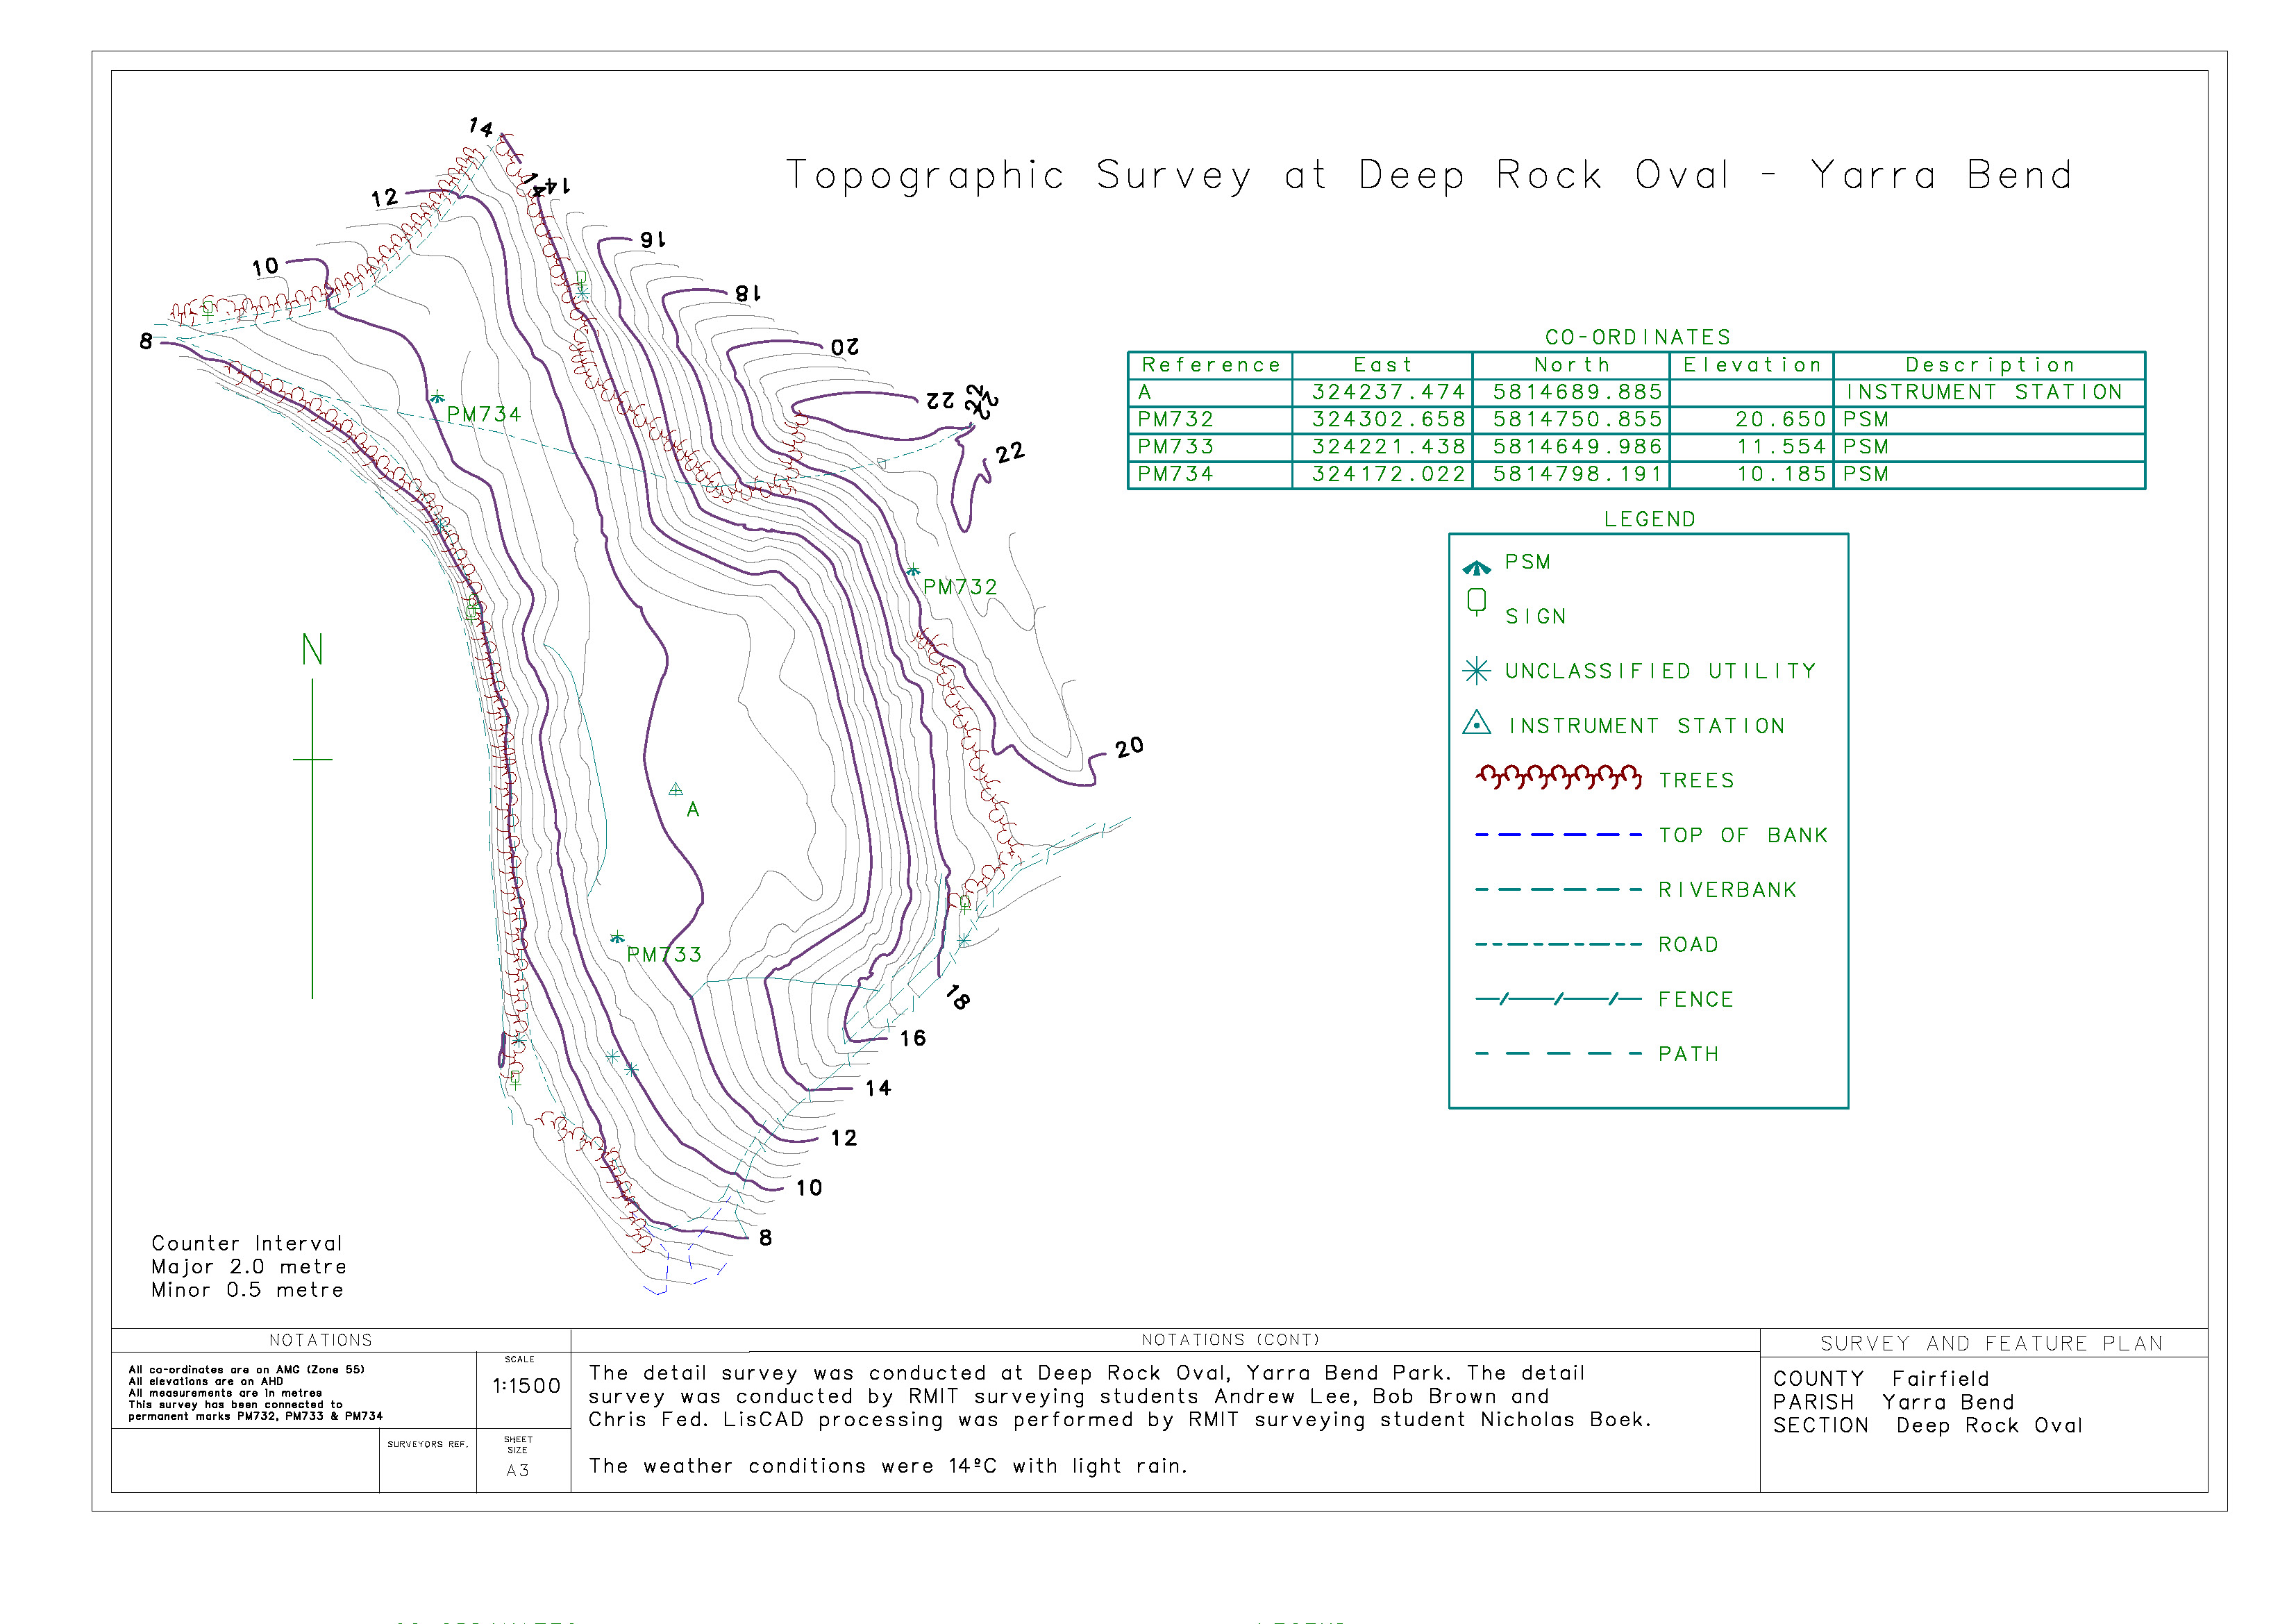 Topographic Survey at Deep Rock Oval - Yarra Bend
14
14
14
12
16
10
18
8
20
22
22
22
22
20
PM734
PM732
A
PM733
N
18
16
14
12
10
8
CO-ORDINATES
Reference East North Elevation Description
A 324237.474 5814689.885 INSTRUMENT STATION
PM732 324302.658 5814750.855 20.650 PSM
PM733 324221.438 5814649.986 11.554 PSM
PM734 324172.022 5814798.191 10.185 PSM
LEGEND
PSM
SIGN
UNCLASSIFIED UTILITY
INSTRUMENT STATION
TREES
TOP OF BANK
RIVERBANK
ROAD
FENCE
PATH
Counter Interval
Major 2.0 metre
Minor 0.5 metre
NOTATIONS
All co-ordinates are on AMG (Zone 55)
All elevations are on AHD
All measurements are in metres
This survey has been connected to
permanent marks PM732, PM733 & PM734
SCALE
1:1500
SURVEYORS REF.
SHEET
SIZE
A3
NOTATIONS (CONT)
The detail survey was conducted at Deep Rock Oval, Yarra Bend Park. The detail
survey was conducted by RMIT surveying students Andrew Lee, Bob Brown and
Chris Fed. LisCAD processing was performed by RMIT surveying student Nicholas Boek.
The weather conditions were 14ºC with light rain.
SURVEY AND FEATURE PLAN
COUNTY Fairfield
PARISH Yarra Bend
SECTION Deep Rock Oval